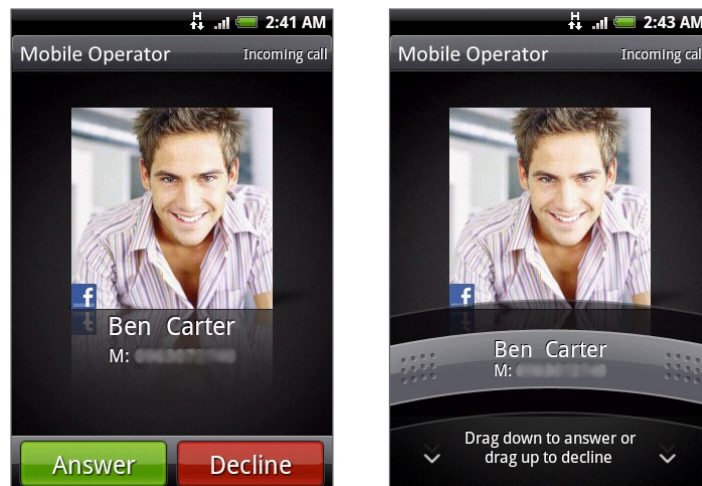 H
2:41 AM
Mobile Operator
Incoming call
f
Ben Carter
M:
Answer
Decline
H
2:43 AM
Mobile Operator
Incoming cal
f
Ben Carter
M:
Drag down to answer or
drag up to decline